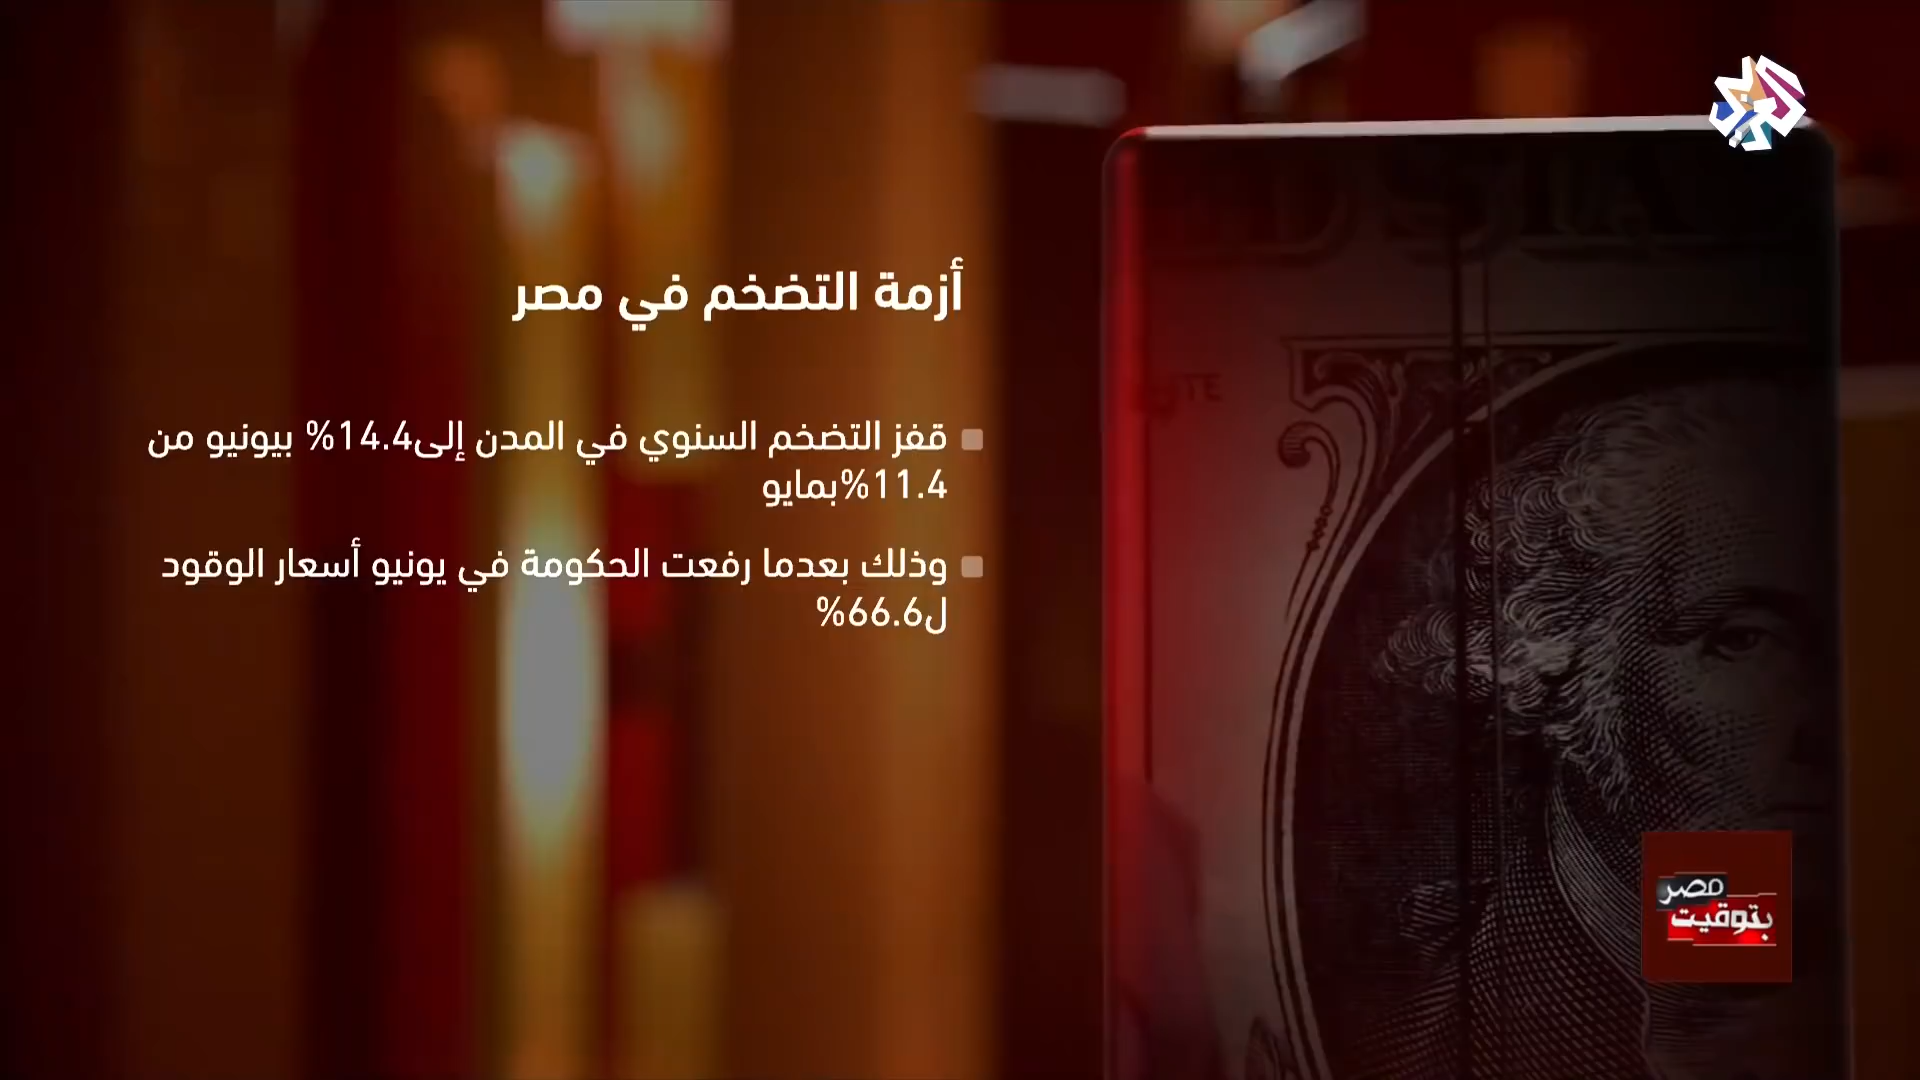 أزمة التضخم في مصر
قفز التضخم السنوي في المدن إلى14.4% بيونيو من
11.4%بمايو
وذلك بعدما رفعت الحكومة في يونيو أسعار الوقود
ل66.6%
مصر
بتوقيت